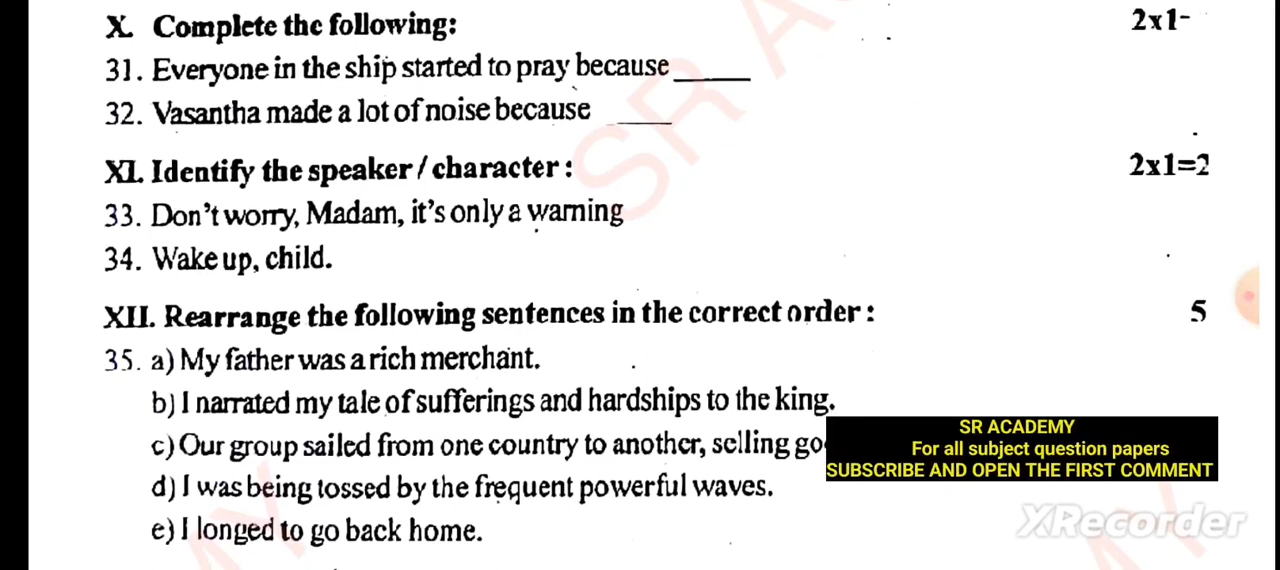 X. Complete the following: 2x1-
31. Everyone in the ship started to pray because ____
32. Vasantha made a lot of noise because ____
XI. Identify the speaker / character : 2x1=2
33. Don't worry, Madam, it's only a warning
34. Wake up, child.
XII. Rearrange the following sentences in the correct order : 5
35. a) My father was a rich merchant.
b) I narrated my tale of sufferings and hardships to the king.
c) Our group sailed from one country to another, selling
d) I was being tossed by the frequent powerful waves.
e) I longed to go back home.
SR ACADEMY
For all subject question papers
SUBSCRIBE AND OPEN THE FIRST COMMENT
XRecorder
SR A
MY